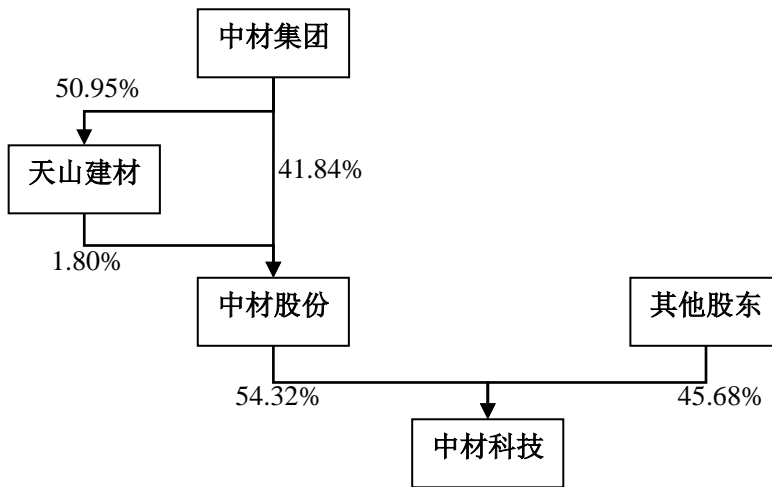 中材集团
50.95%
天山建材
41.84%
1.80%
中材股份
其他股东
54.32%
45.68%
中材科技